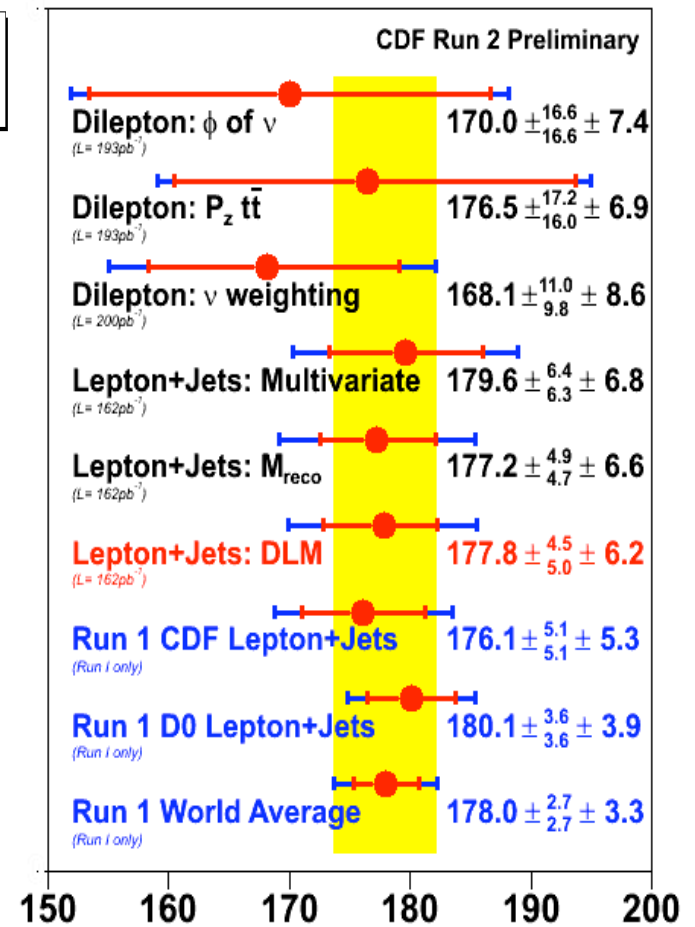 CDF Run 2 Preliminary
Dilepton: ϕ of ν 170.0 ± 16.6 16.6 ± 7.4
(L= 193pb⁻¹)
Dilepton: P_z tt̄ 176.5 ± 17.2 16.0 ± 6.9
(L= 193pb⁻¹)
Dilepton: ν weighting 168.1 ± 11.0 9.8 ± 8.6
(L= 200pb⁻¹)
Lepton+Jets: Multivariate 179.6 ± 6.4 6.3 ± 6.8
(L= 162pb⁻¹)
Lepton+Jets: M_reco 177.2 ± 4.9 4.7 ± 6.6
(L= 162pb⁻¹)
Lepton+Jets: DLM 177.8 ± 4.5 5.0 ± 6.2
(L= 162pb⁻¹)
Run 1 CDF Lepton+Jets 176.1 ± 5.1 5.1 ± 5.3
(Run I only)
Run 1 D0 Lepton+Jets 180.1 ± 3.6 3.6 ± 3.9
(Run I only)
Run 1 World Average 178.0 ± 2.7 2.7 ± 3.3
(Run I only)
150 160 170 180 190 200